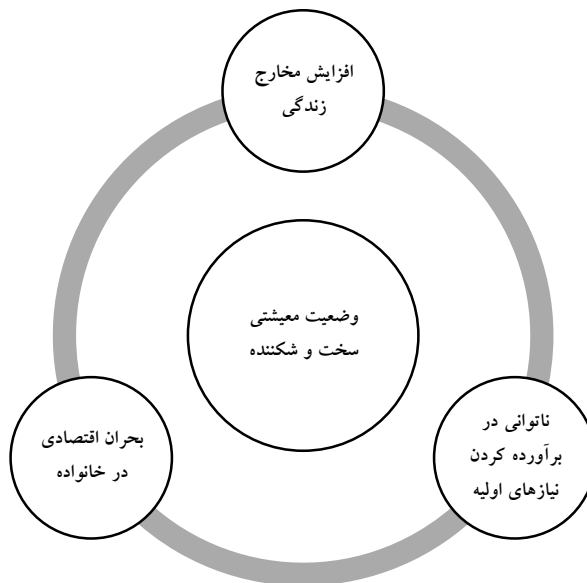 افزایش مخارج
زندگی
وضعیت معیشتی
سخت و شکننده
ناتوانی در
برآورده کردن
نیازهای اولیه
بحران اقتصادی
در خانواده